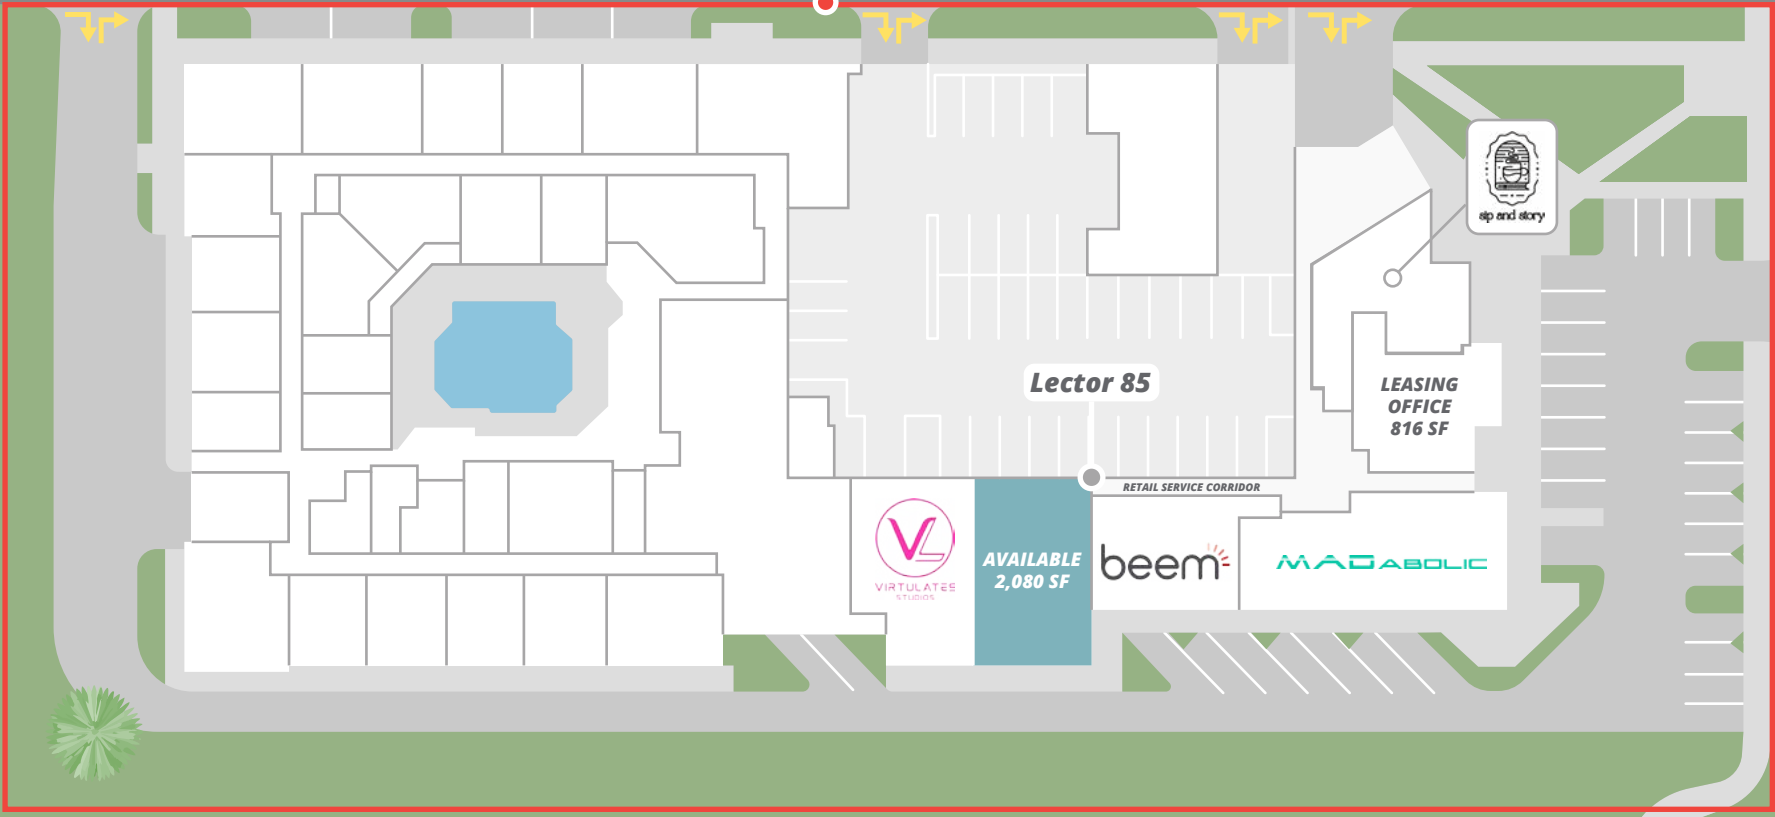 sip and story
Lector 85
LEASING
OFFICE
816 SF
RETAIL SERVICE CORRIDOR
VL
VIRTULATES
STUDIOS
AVAILABLE
2,080 SF
beem
MADABOLIC